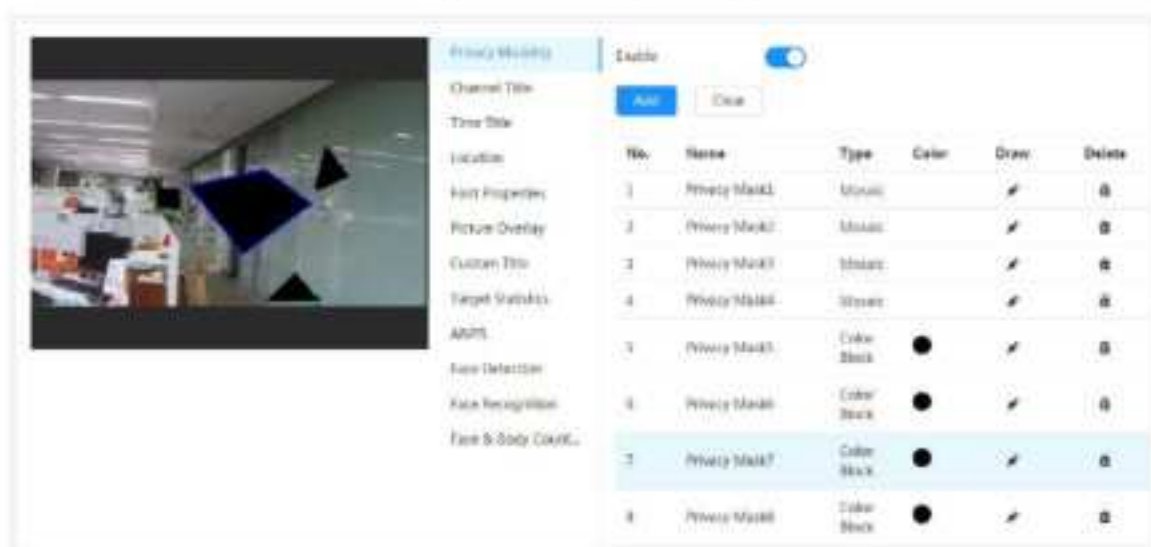 Privacy Masking
Channel Title
Time Title
Location
Font Properties
Picture Overlay
Custom Title
Target Statistics
ANPR
Face Detection
Face Recognition
Face & Body Count...
Enable
Add Clear
No. Name Type Color Draw Delete
1 Privacy Mask1 Mosaic
2 Privacy Mask2 Mosaic
3 Privacy Mask3 Mosaic
4 Privacy Mask4 Mosaic
5 Privacy Mask5 Color Block
6 Privacy Mask6 Color Block
7 Privacy Mask7 Color Block
8 Privacy Mask8 Color Block